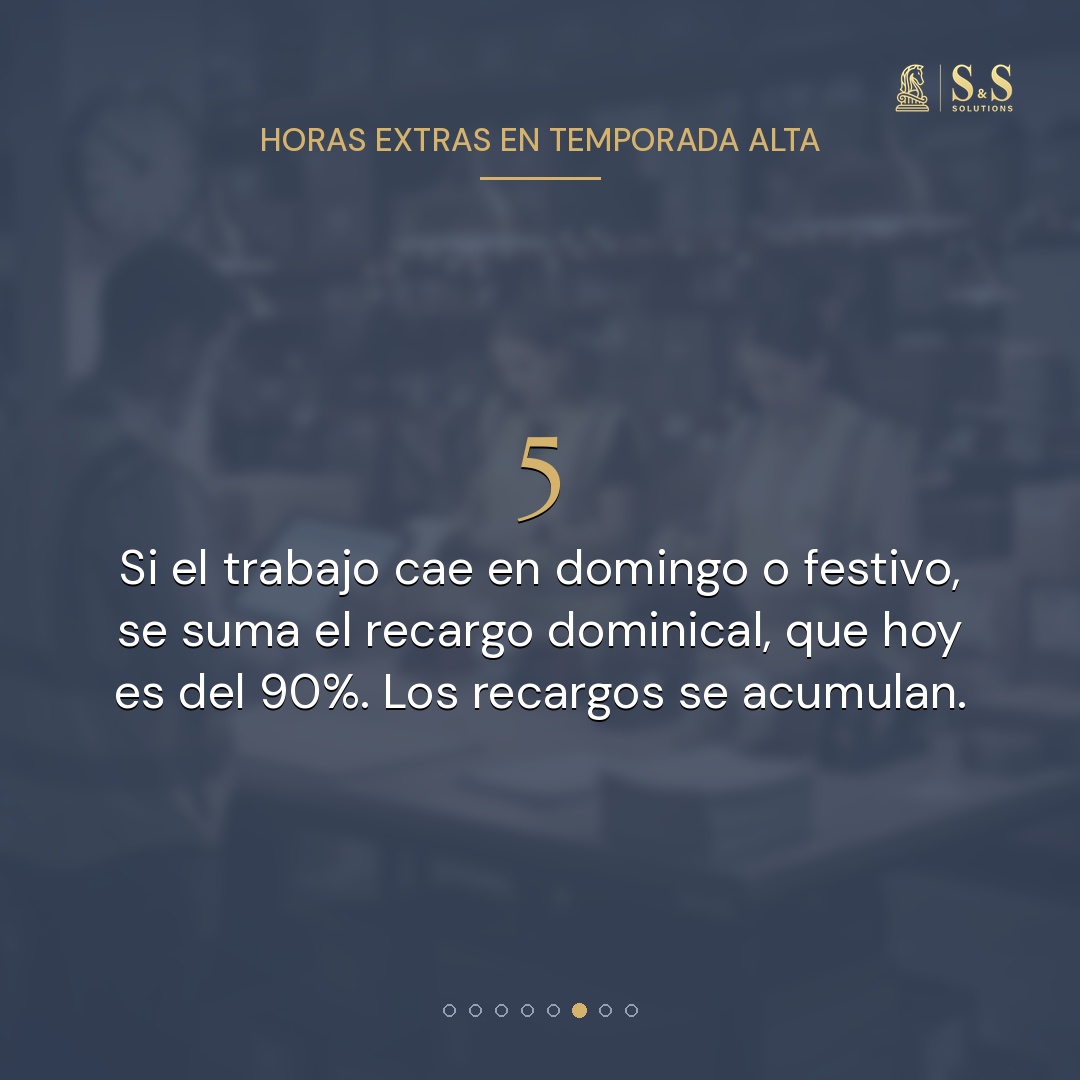 S&S
SOLUTIONS
HORAS EXTRAS EN TEMPORADA ALTA
5
Si el trabajo cae en domingo o festivo,
se suma el recargo dominical, que hoy
es del 90%. Los recargos se acumulan.